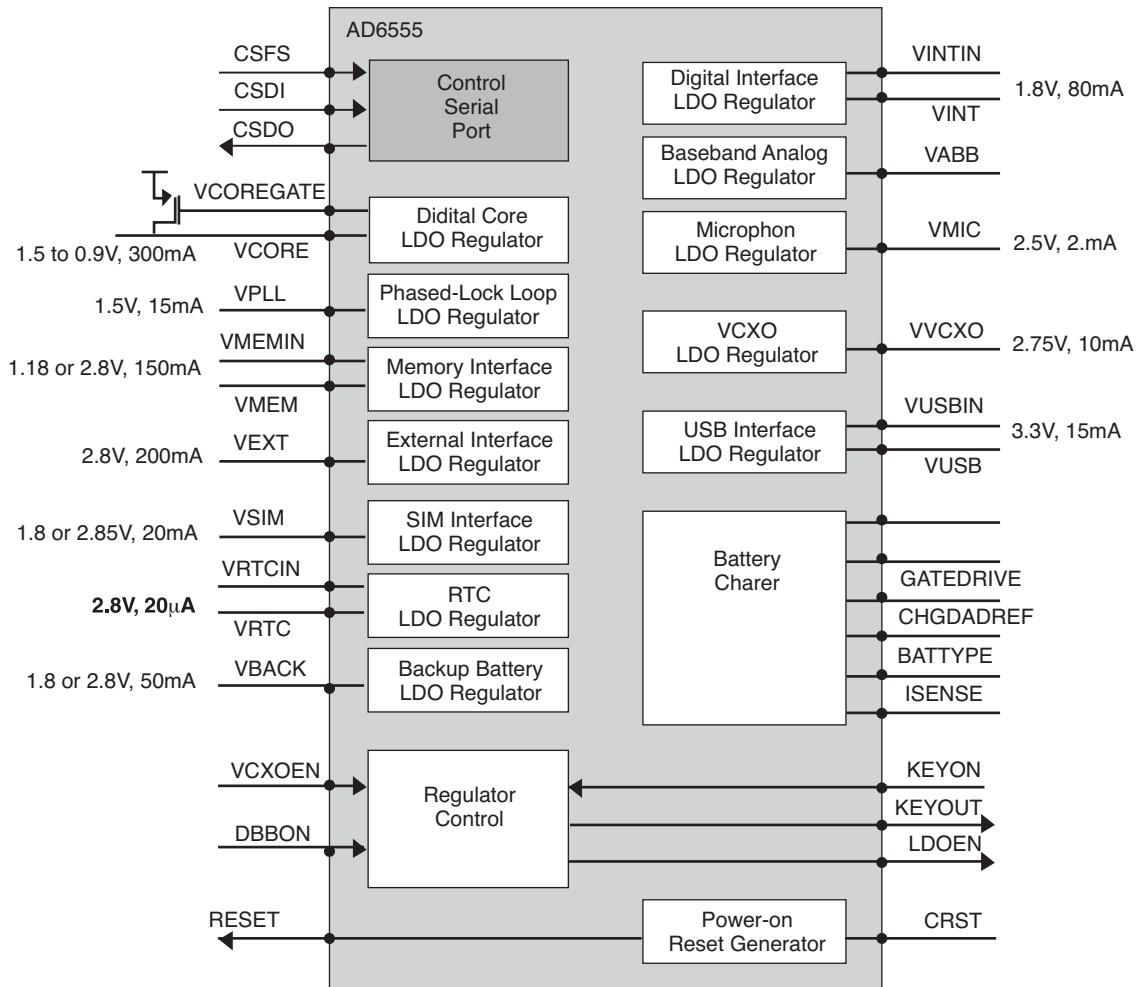 AD6555
CSFS
CSDI
CSDO
Control
Serial
Port
VCOREGATE
VCORE
1.5 to 0.9V, 300mA
Didital Core
LDO Regulator
VPLL
1.5V, 15mA
Phased-Lock Loop
LDO Regulator
VMEMIN
1.18 or 2.8V, 150mA
VMEM
Memory Interface
LDO Regulator
VEXT
2.8V, 200mA
External Interface
LDO Regulator
VSIM
1.8 or 2.85V, 20mA
SIM Interface
LDO Regulator
VRTCIN
2.8V, 20μA
VRTC
RTC
LDO Regulator
VBACK
1.8 or 2.8V, 50mA
Backup Battery
LDO Regulator
VCXOEN
DBBON
Regulator
Control
RESET
Digital Interface
LDO Regulator
VINTIN
1.8V, 80mA
VINT
Baseband Analog
LDO Regulator
VABB
Microphon
LDO Regulator
VMIC
2.5V, 2.mA
VCXO
LDO Regulator
VVCXO
2.75V, 10mA
USB Interface
LDO Regulator
VUSBIN
3.3V, 15mA
VUSB
Battery
Charer
GATEDRIVE
CHGDADREF
BATTYPE
ISENSE
KEYON
KEYOUT
LDOEN
Power-on
Reset Generator
CRST